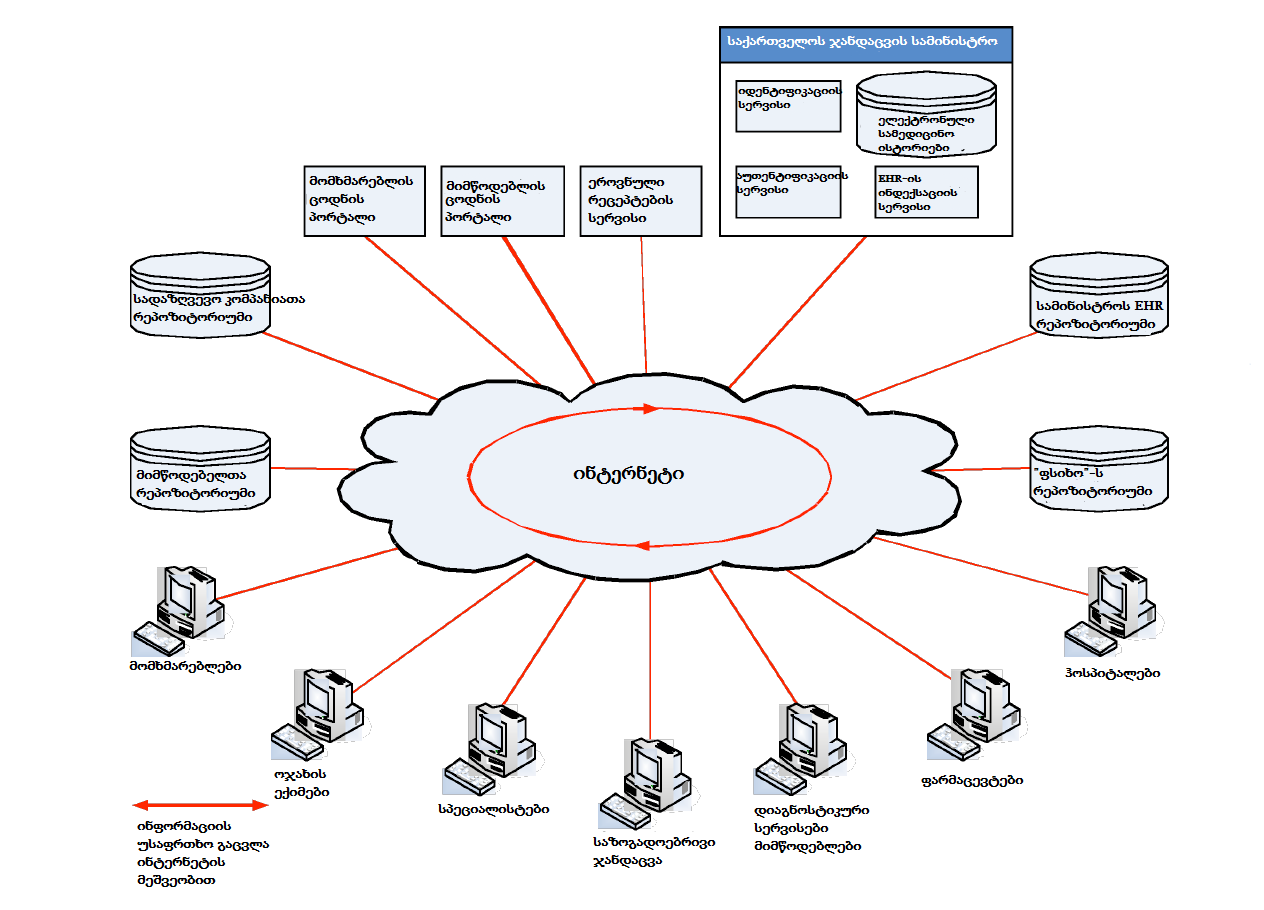 საქართველოს ჯანდაცვის სამინისტრო
იდენტიფიკაციის
სერვისი
ელექტრონული
სამედიცინო
ისტორიები
აუთენტიფიკაციის
სერვისი
EHR-ის
ინდექსაციის
სერვისი
მომხმარებლის
ცოდნის
პორტალი
მიმწოდებლის
ცოდნის
პორტალი
ეროვნული
რეცეპტების
სერვისი
სადაზღვევო კომპანიათა
რეპოზიტორიუმი
სამინისტროს EHR
რეპოზიტორიუმი
მიმწოდებელთა
რეპოზიტორიუმი
ინტერნეტი
"ფსიხო"-ს
რეპოზიტორიუმი
მომხმარებლები
ჰოსპიტალები
ოჯახის
ექიმები
სპეციალისტები
საზოგადოებრივი
ჯანდაცვა
დიაგნოსტიკური
სერვისები
მიმწოდებლები
ფარმაცევტები
ინფორმაციის
უსაფრთხო გაცვლა
ინტერნეტის
მეშვეობით